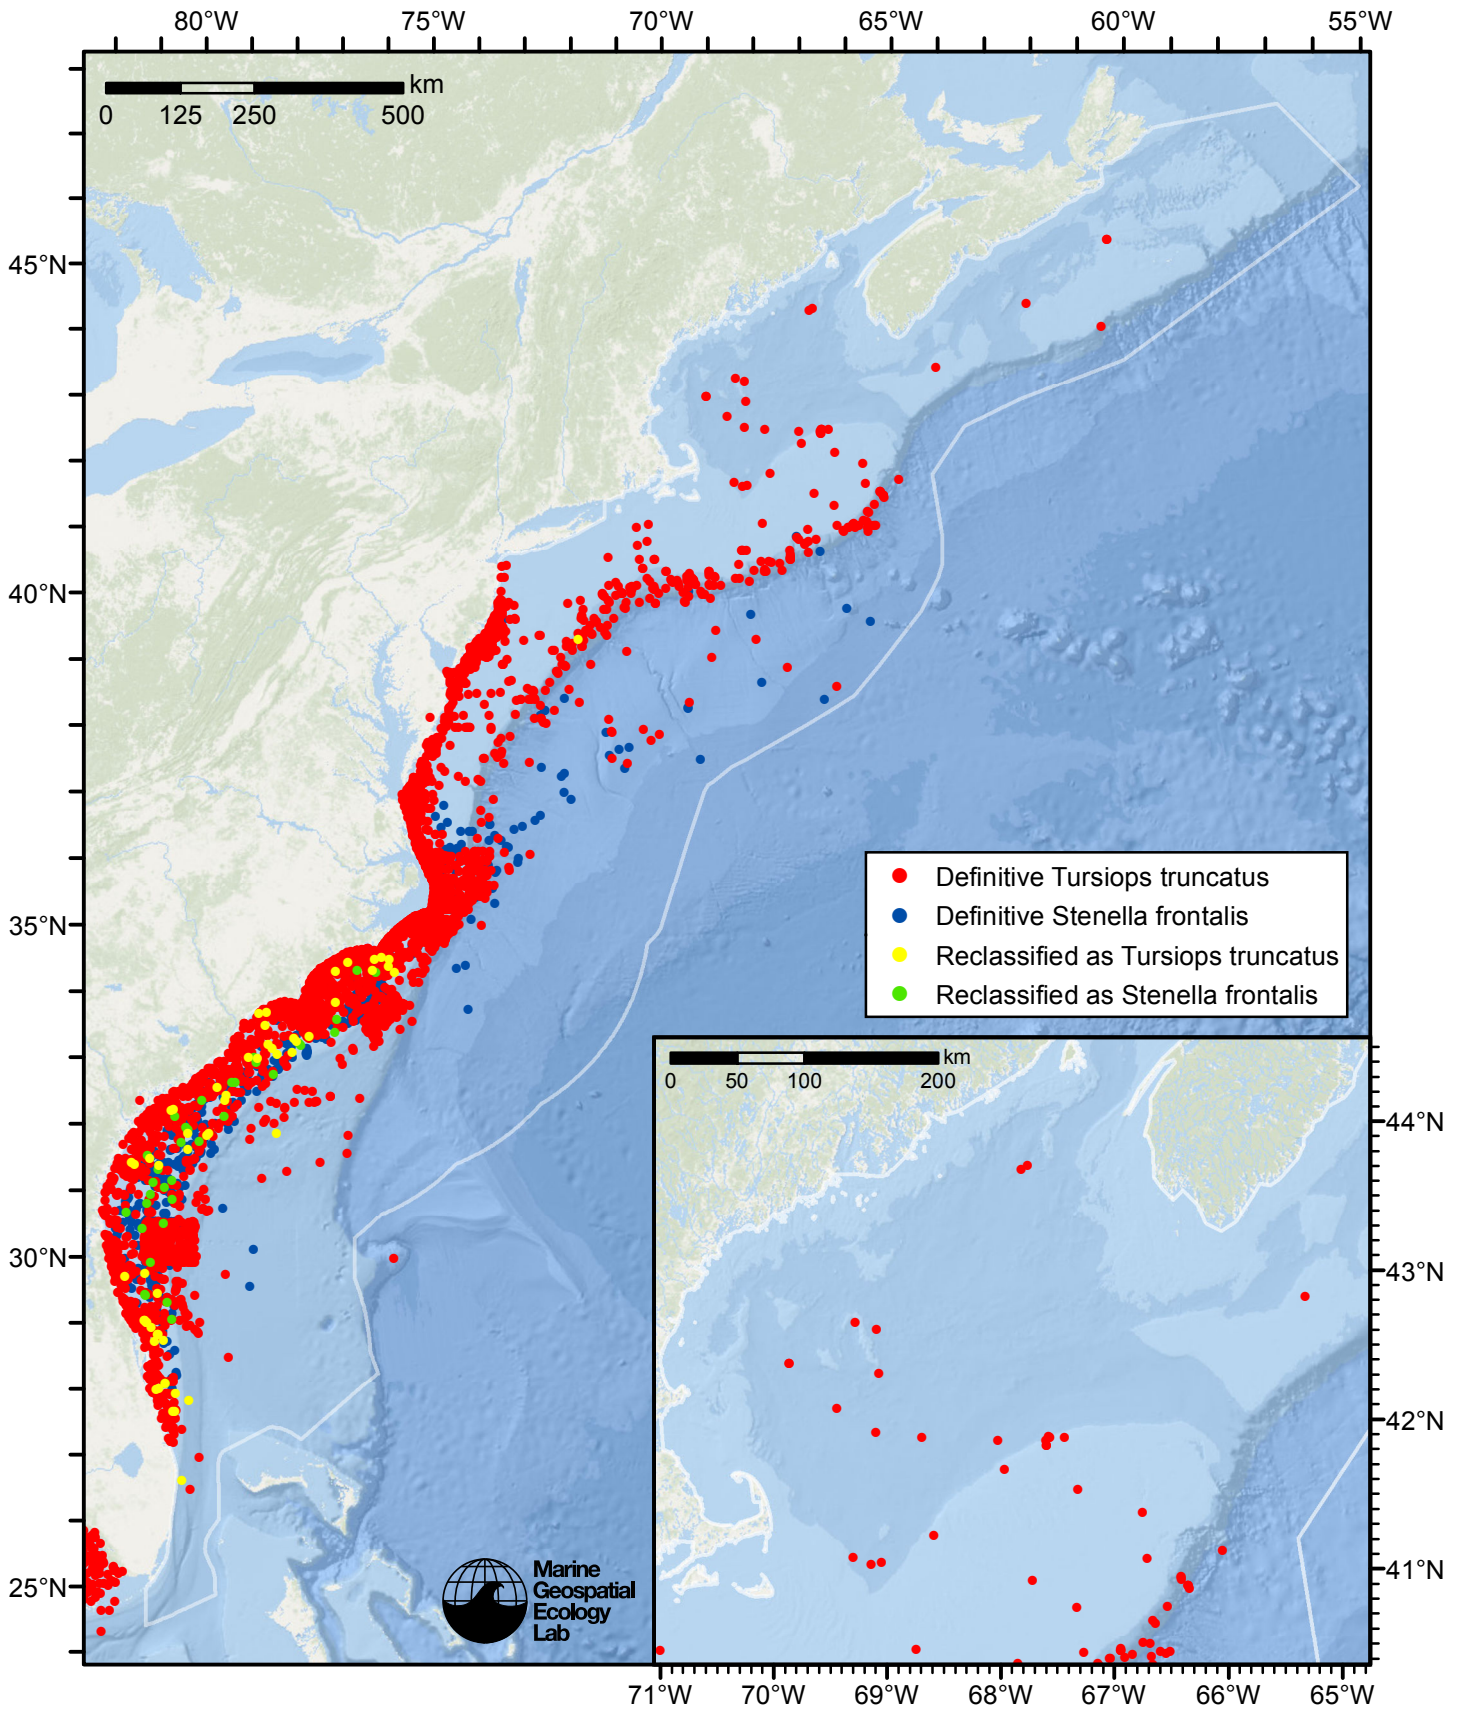 80°W 75°W 70°W 65°W 60°W 55°W
km
0 125 250 500
45°N
40°N
35°N
30°N
25°N
Definitive Tursiops truncatus
Definitive Stenella frontalis
Reclassified as Tursiops truncatus
Reclassified as Stenella frontalis
km
0 50 100 200
44°N
43°N
42°N
41°N
Marine
Geospatial
Ecology
Lab
71°W 70°W 69°W 68°W 67°W 66°W 65°W